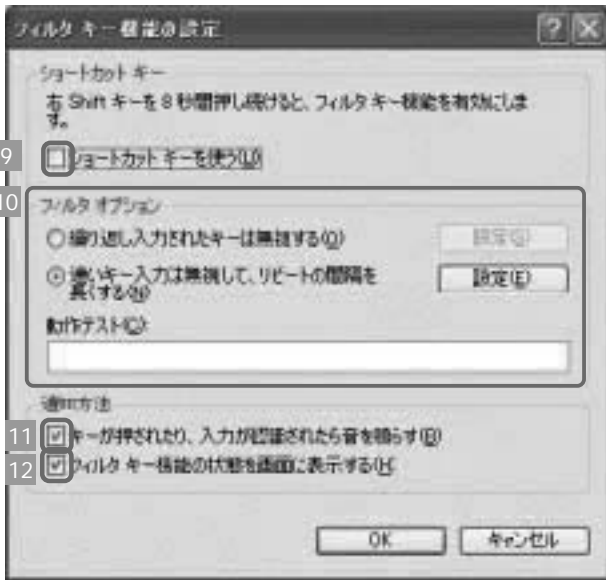 フィルタ キー機能の設定
ショートカット キー
右 Shift キーを 8 秒間押し続けると、フィルタ キー機能を有効にしま
す。
9
ショートカット キーを使う(U)
10
フィルタ オプション
繰り返し入力されたキーは無視する(Q)
設定(S)
速いキー入力は無視して、リピートの間隔を
長くする(N)
設定(E)
動作テスト(C):
通知方法
11
キーが押されたり、入力が認識されたら音を鳴らす(B)
12
フィルタ キー機能の状態を画面に表示する(H)
OK
キャンセル